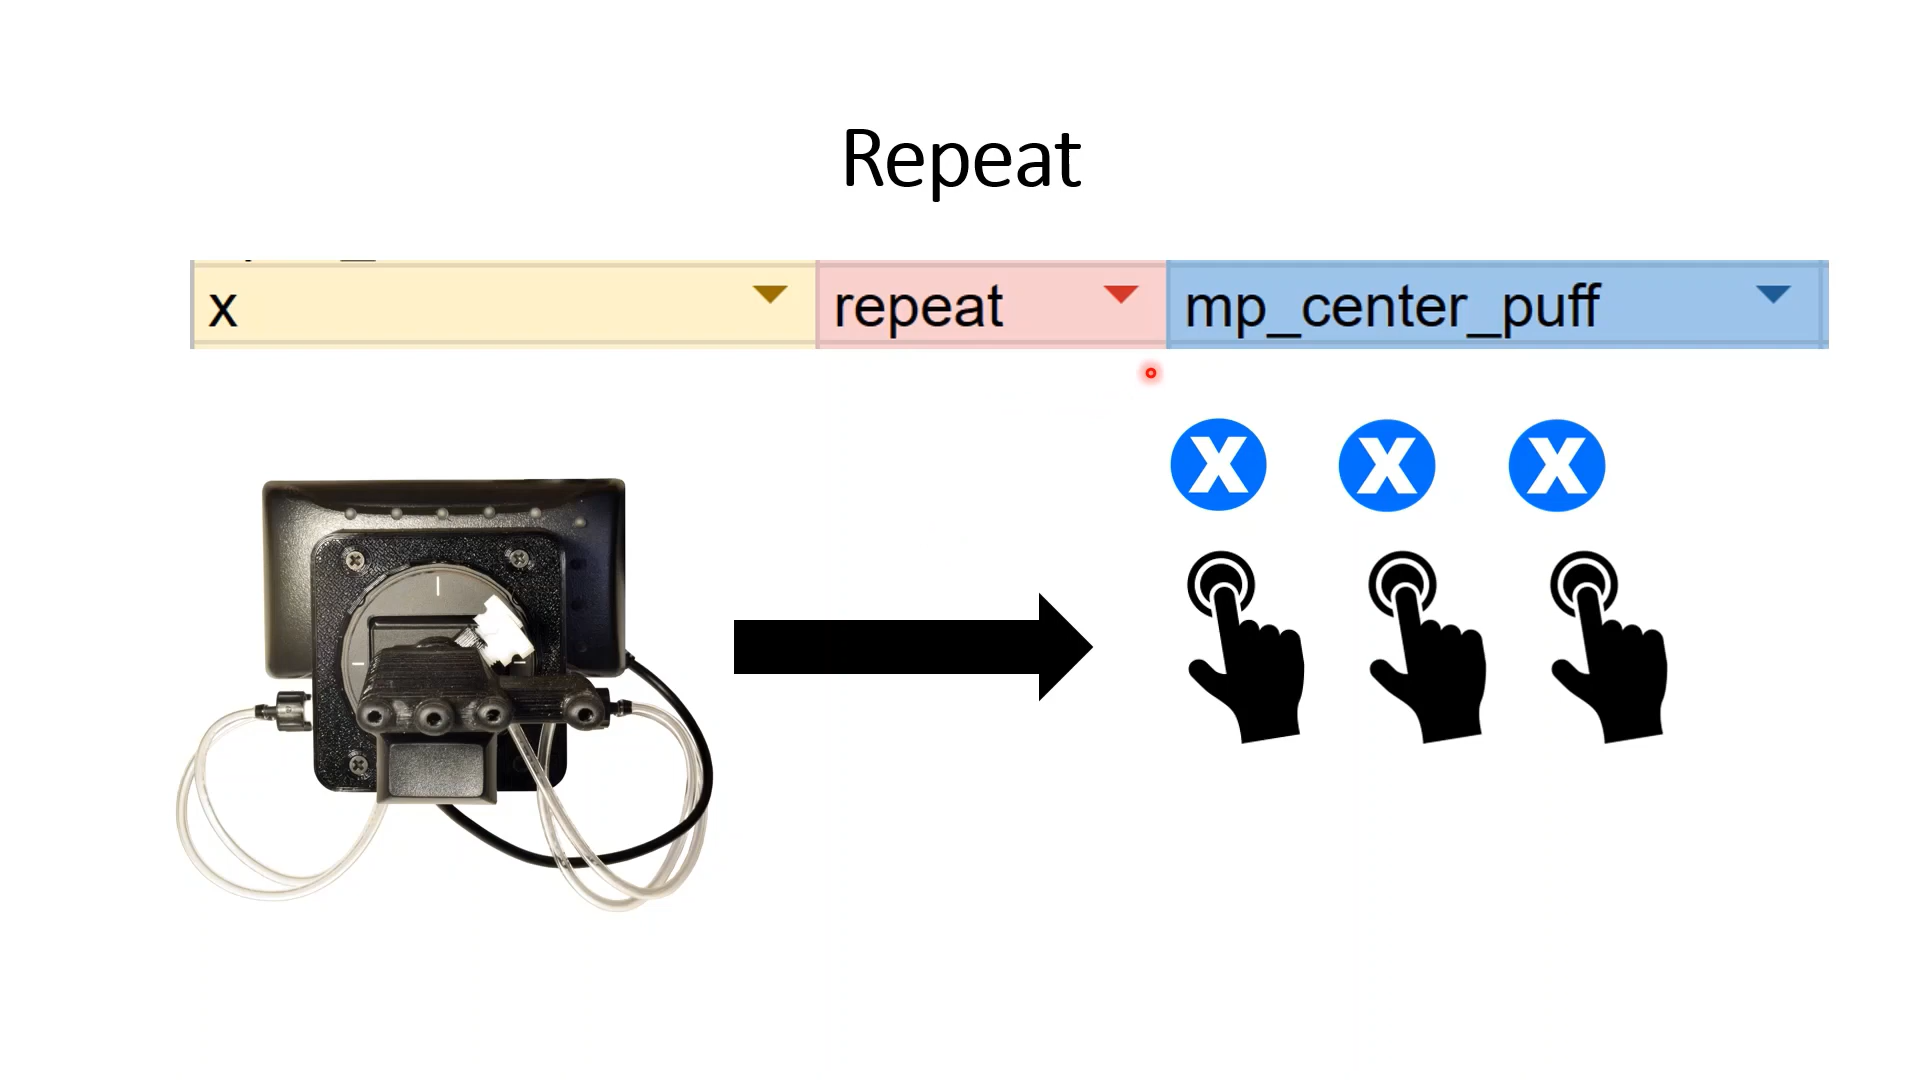 Repeat
x repeat mp_center_puff
X X X